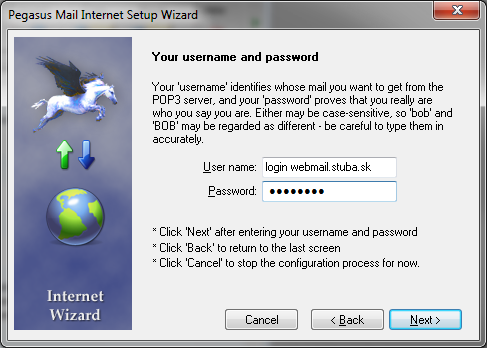 Pegasus Mail Internet Setup Wizard
Your username and password
Your 'username' identifies whose mail you want to get from the
POP3 server, and your 'password' proves that you really are
who you say you are. Either may be case-sensitive, so 'bob' and
'BOB' may be regarded as different - be careful to type them in
accurately.
User name: login webmail.stuba.sk
Password: ●●●●●●●●
* Click 'Next' after entering your username and password
* Click 'Back' to return to the last screen
* Click 'Cancel' to stop the configuration process for now.
Internet
Wizard
Cancel < Back Next >